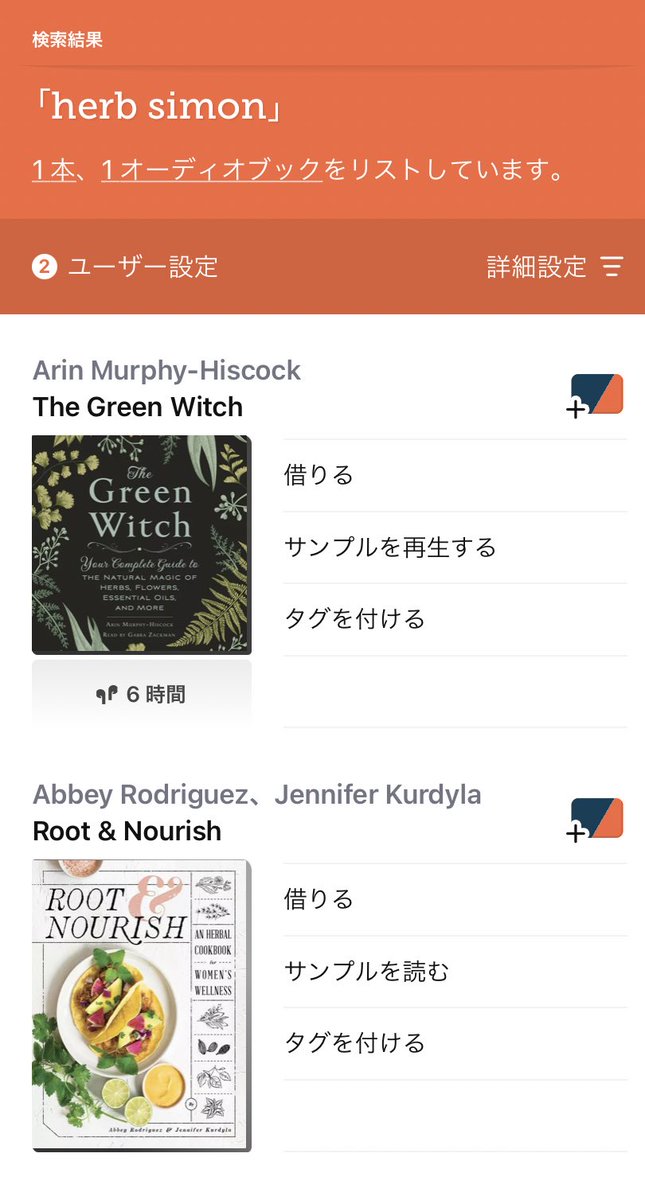 検索結果
「herb simon」
1本、1オーディオブックをリストしています。
2 ユーザー設定
詳細設定
Arin Murphy-Hiscock
The Green Witch
The
Green
Witch
Your Complete Guide to
THE NATURAL MAGIC OF
HERBS, FLOWERS,
ESSENTIAL OILS,
AND MORE
ARIN MURPHY-HISCOCK
READ BY GABRA ZACKMAN
借りる
サンプルを再生する
タグを付ける
6 時間
Abbey Rodriguez、Jennifer Kurdyla
Root & Nourish
ROOT &
NOURISH
AN HERBAL
COOKBOOK
for
WOMEN'S
WELLNESS
By
Abbey Rodriguez & Jennifer Kurdyla
借りる
サンプルを読む
タグを付ける